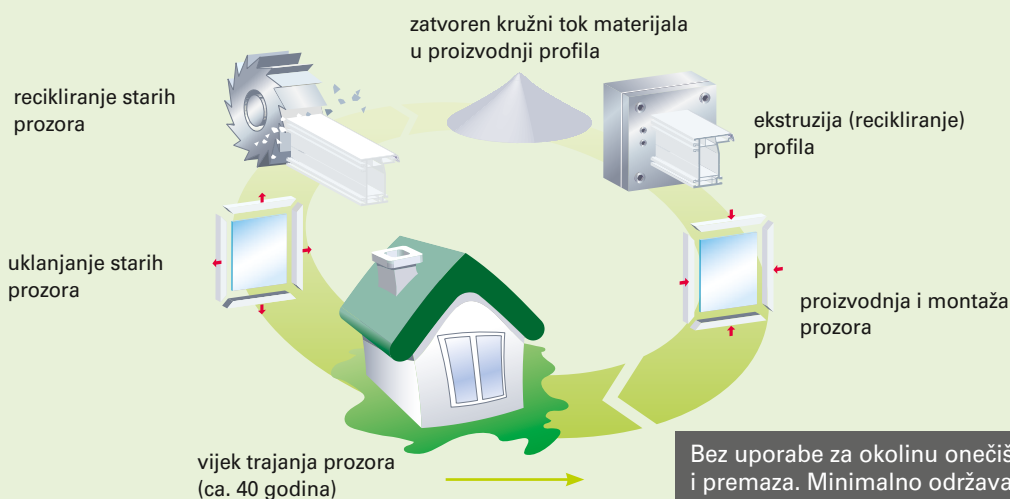 zatvoren kružni tok materijala
u proizvodnji profila
recikliranje starih
prozora
ekstruzija (recikliranje)
profila
uklanjanje starih
prozora
proizvodnja i montaža
prozora
vijek trajanja prozora
(ca. 40 godina)
Bez uporabe za okolinu
i premaza. Minimalno